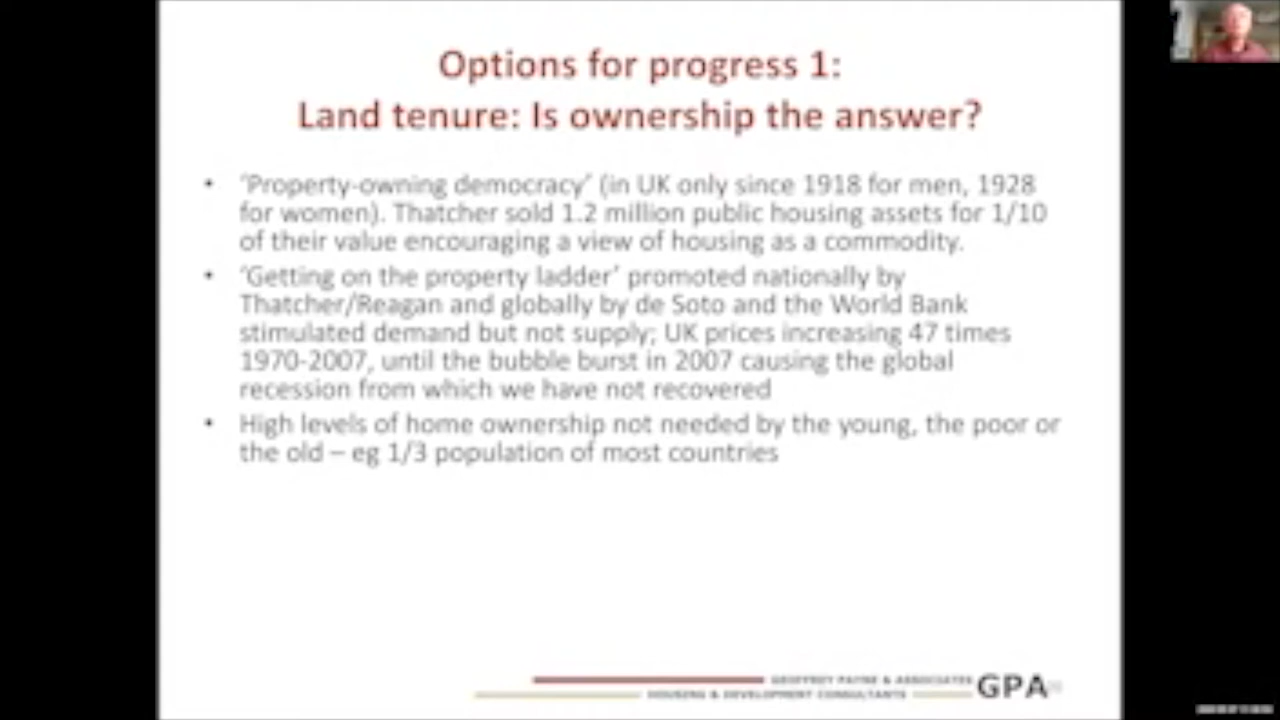 Options for progress 1:
Land tenure: Is ownership the answer?
• ‘Property-owning democracy’ (in UK only since 1918 for men, 1928
for women). Thatcher sold 1.2 million public housing assets for 1/10
of their value encouraging a view of housing as a commodity.
• ‘Getting on the property ladder’ promoted nationally by
Thatcher/Reagan and globally by de Soto and the World Bank
stimulated demand but not supply; UK prices increasing 47 times
1970-2007, until the bubble burst in 2007 causing the global
recession from which we have not recovered
• High levels of home ownership not needed by the young, the poor or
the old – eg 1/3 population of most countries
GEOFFREY PAYNE & ASSOCIATES
HOUSING & DEVELOPMENT CONSULTANTS
GPA